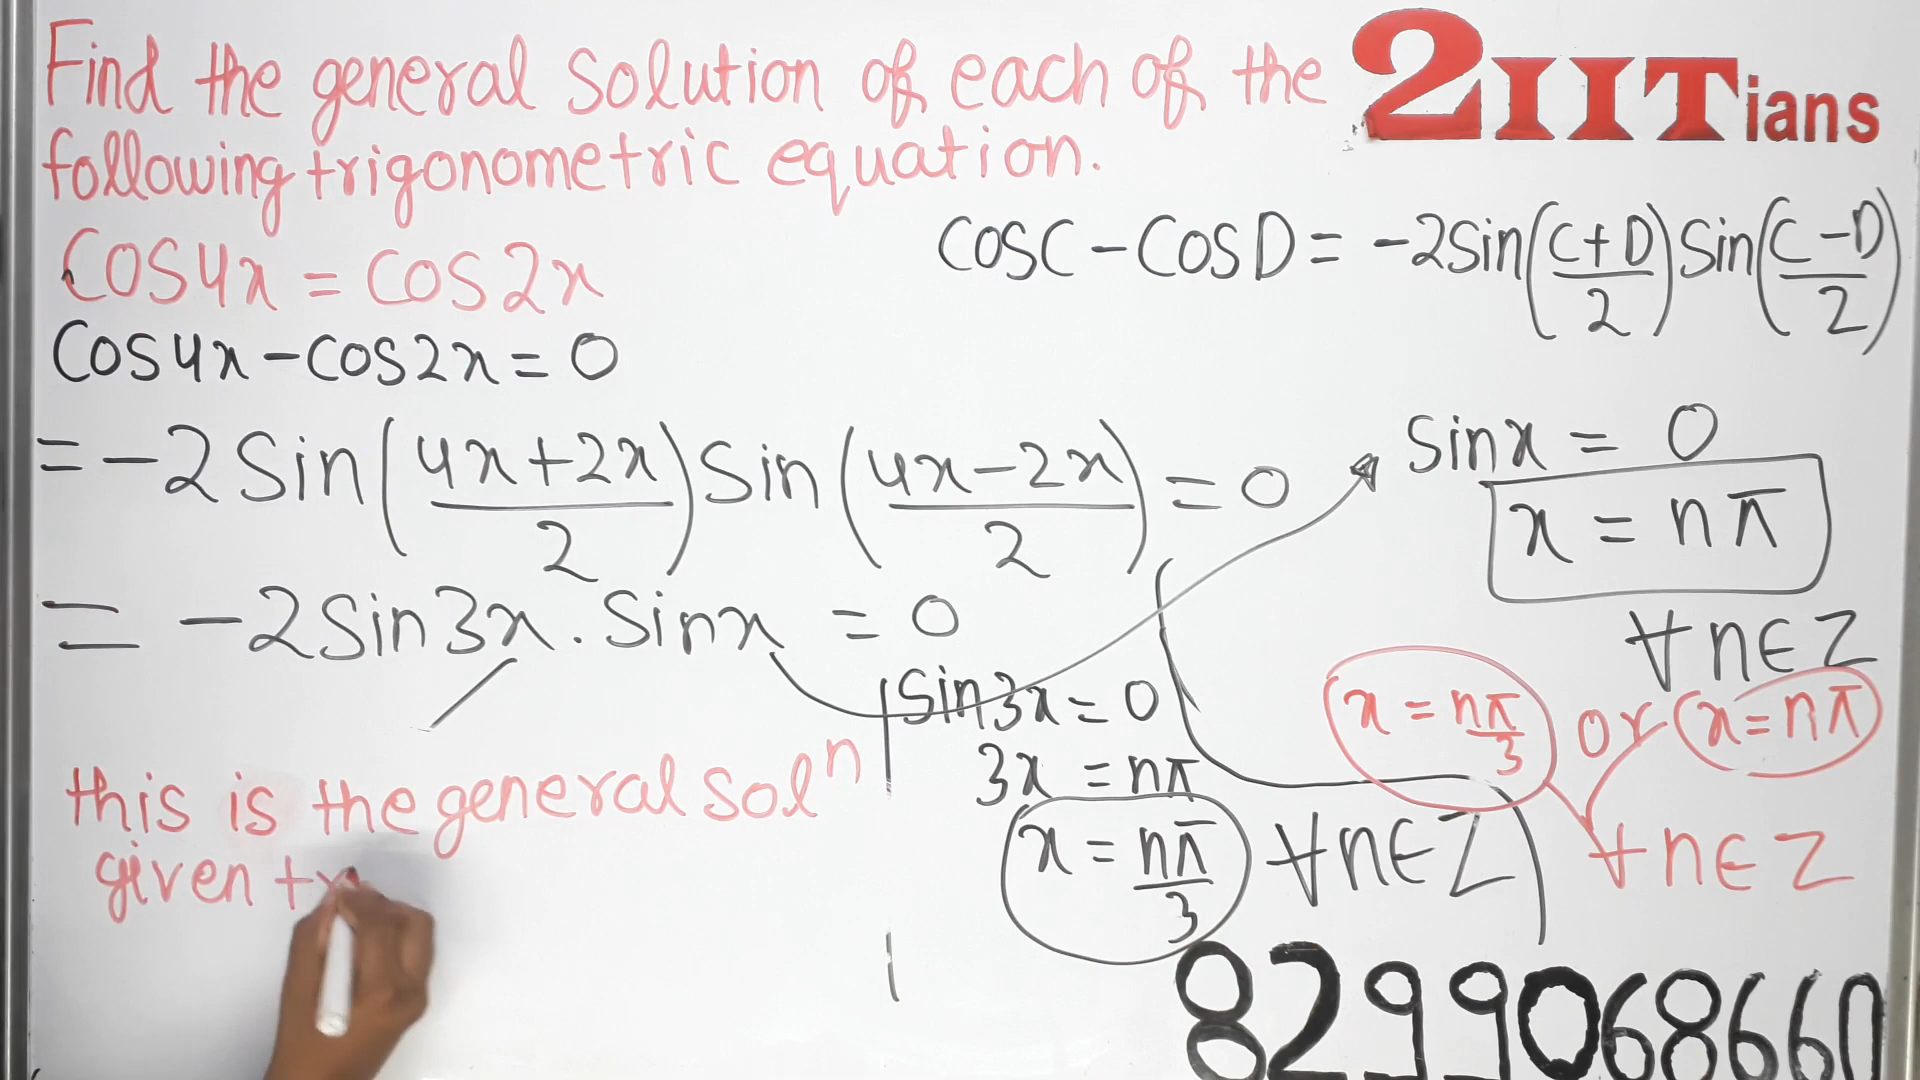 Find the general solution of each of the
following trigonometric equation.
2IITians
cos4x = cos2x
cosC - cosD = -2sin((C+D)/2) sin((C-D)/2)
cos4x - cos2x = 0
= -2 sin((4x+2x)/2) sin((4x-2x)/2) = 0
= -2 sin3x . sinx = 0
sinx = 0
x = nπ
∀ n ∈ Z
sin3x = 0
3x = nπ
x = nπ/3 ∀ n ∈ Z
x = nπ/3 or x = nπ
∀ n ∈ Z
this is the general solⁿ
given
8299068660